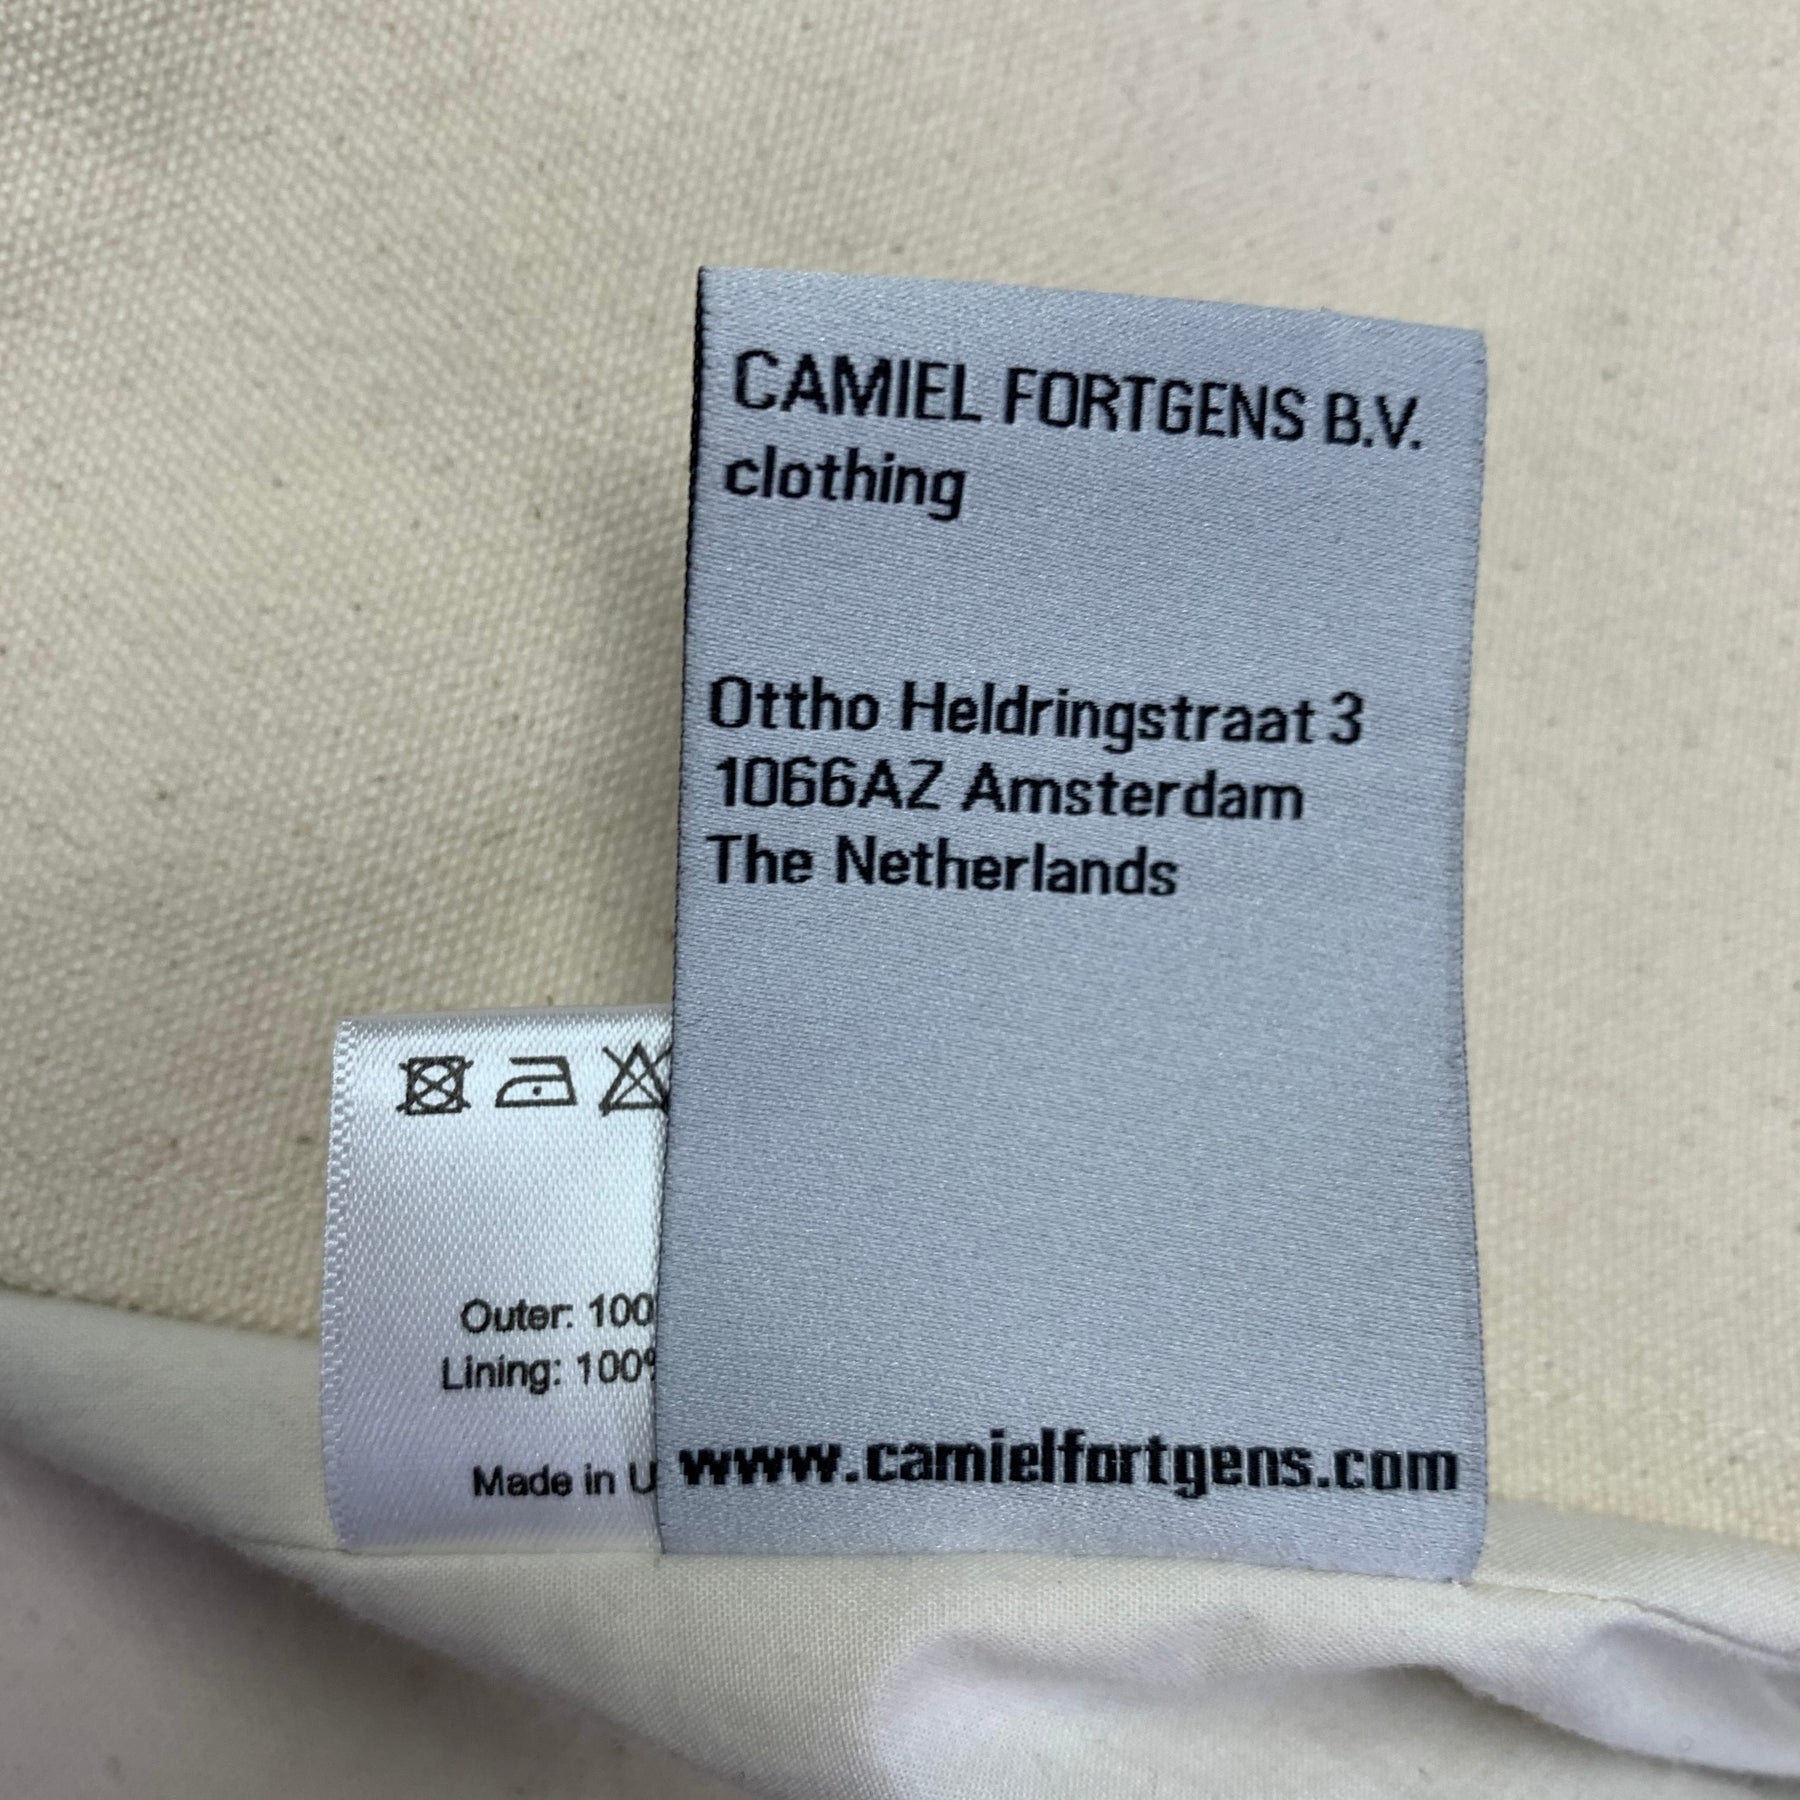 CAMIEL FORTGENS B.V.
clothing
Ottho Heldringstraat 3
1066AZ Amsterdam
The Netherlands
www.camielfortgens.com
Outer: 100
Lining: 100%
Made in U